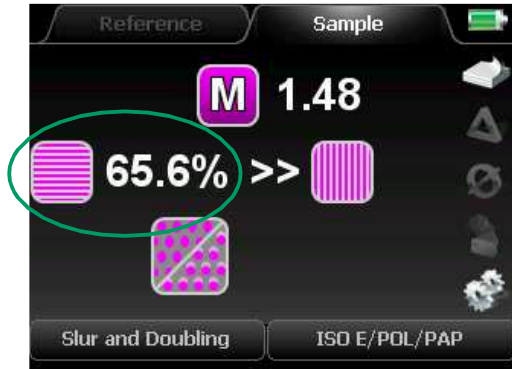 Reference Sample
M 1.48
65.6% >>
Slur and Doubling ISO E/POL/PAP